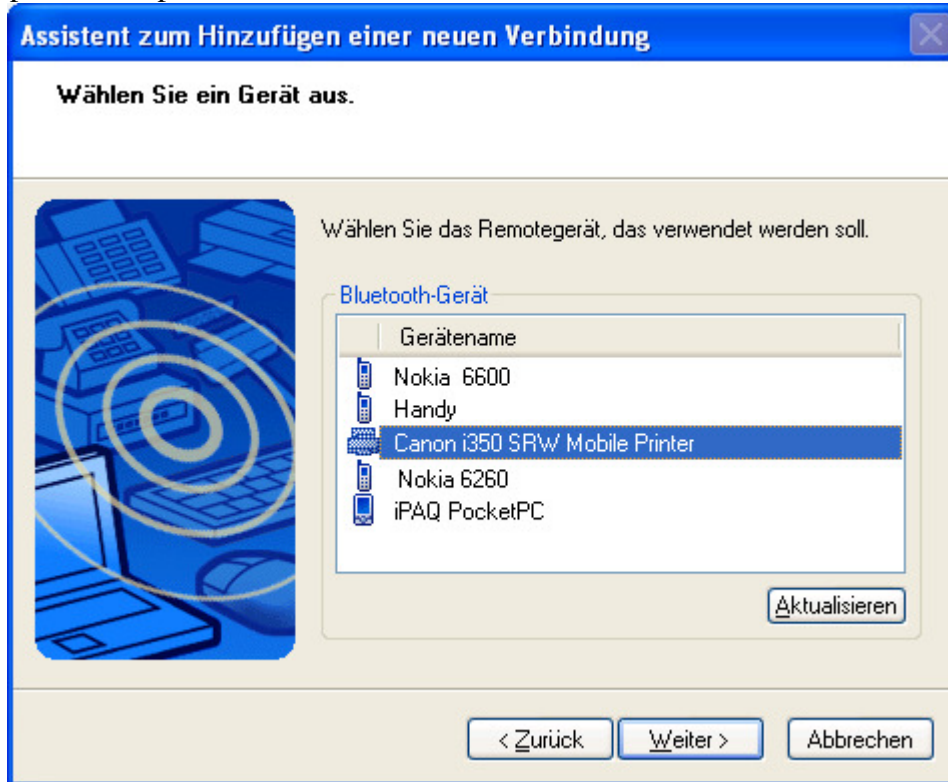 Assistent zum Hinzufügen einer neuen Verbindung
Wählen Sie ein Gerät aus.
Wählen Sie das Remotegerät, das verwendet werden soll.
Bluetooth-Gerät
Gerätename
Nokia 6600
Handy
Canon i350 SRW Mobile Printer
Nokia 6260
iPAQ PocketPC
Aktualisieren
< Zurück Weiter > Abbrechen